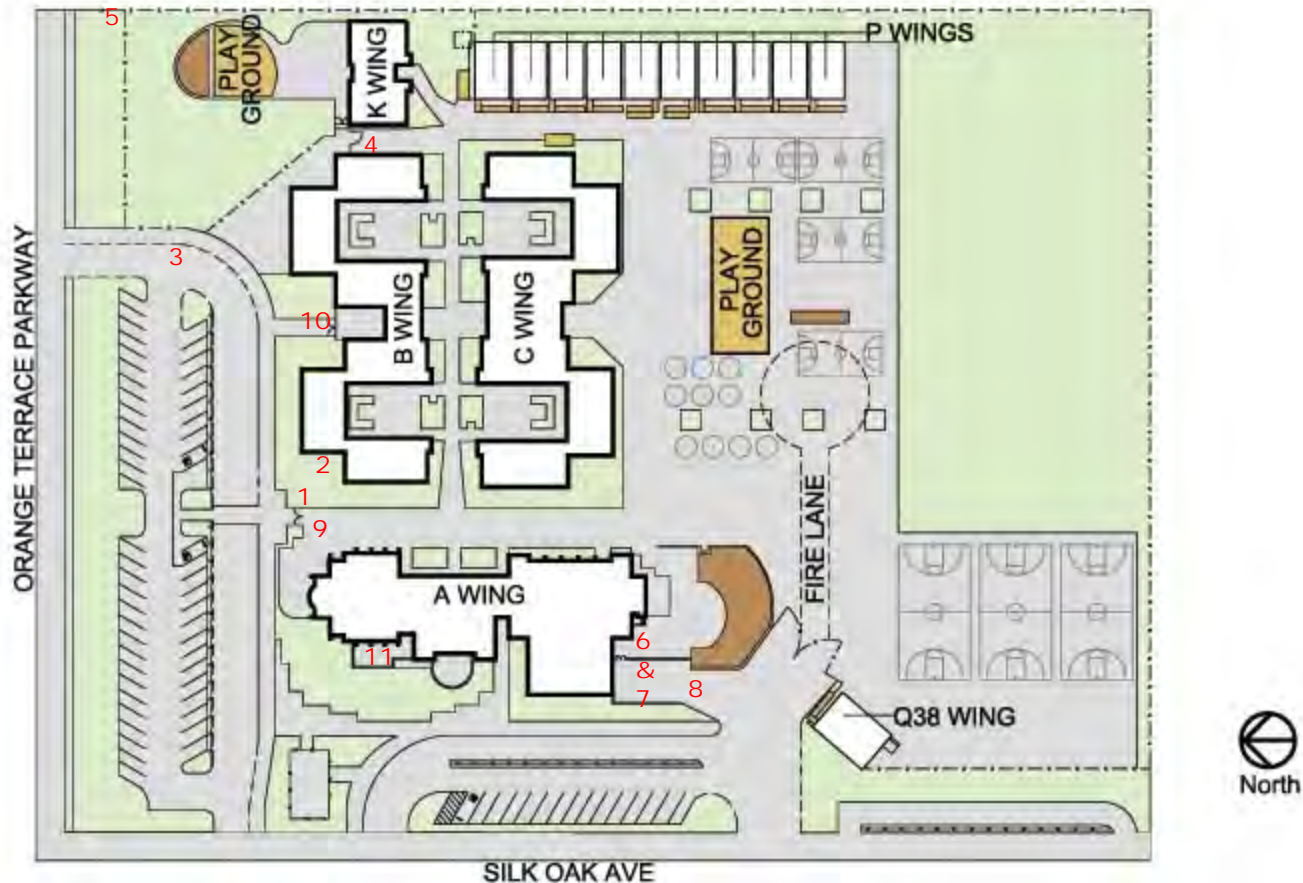 5
PLAY
GROUND
K WING
P WINGS
4
ORANGE TERRACE PARKWAY
3
10
B WING
C WING
PLAY
GROUND
2
1
9
FIRE LANE
A WING
11
6
&
7
8
Q38 WING
North
SILK OAK AVE